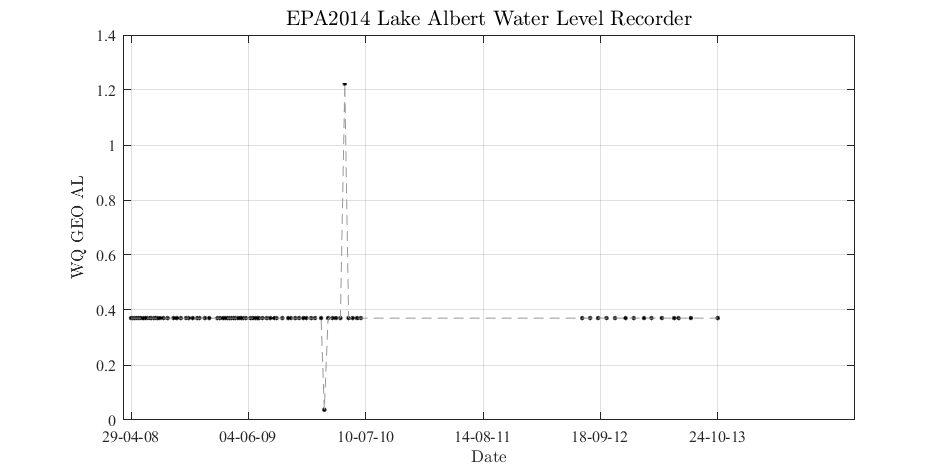 EPA2014 Lake Albert Water Level Recorder
1.4
1.2
1
0.8
0.6
0.4
0.2
0
WQ GEO AL
29-04-08 04-06-09 10-07-10 14-08-11 18-09-12 24-10-13
Date